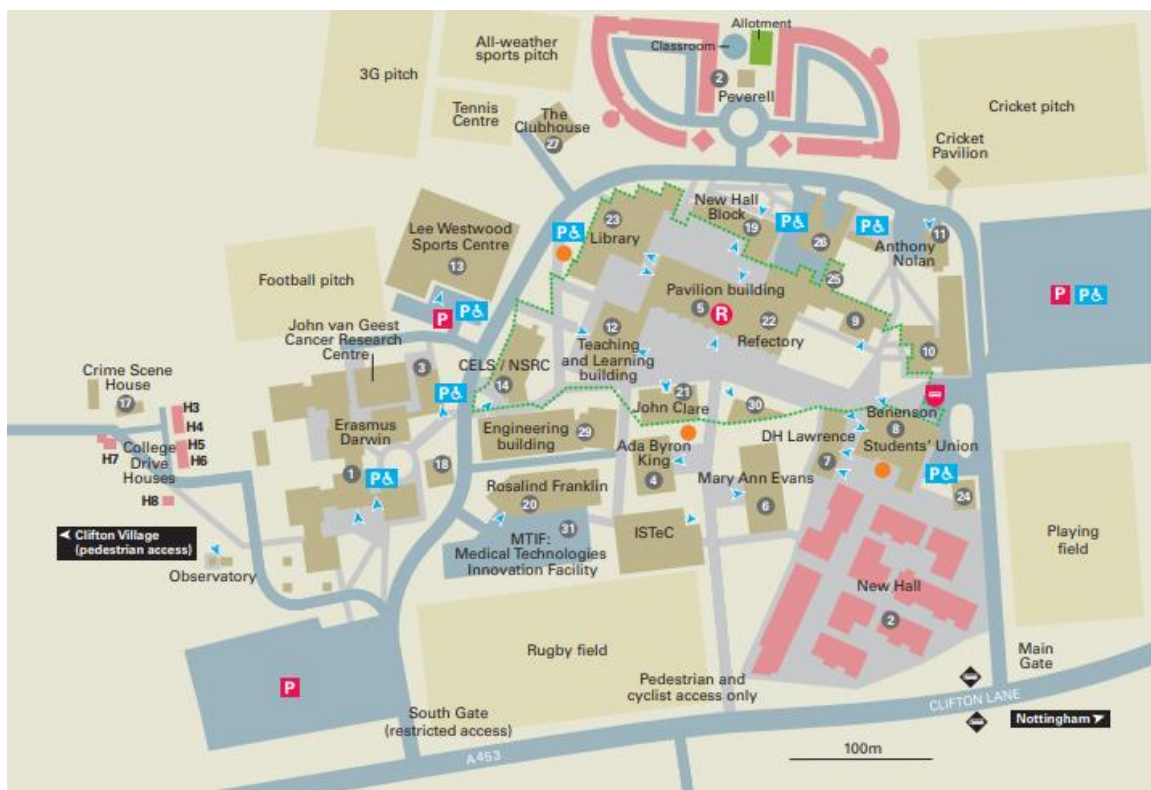 Allotment
Classroom
All-weather
sports pitch
3G pitch
2
Peverell
Cricket pitch
Tennis
Centre
The
Clubhouse
27
Cricket
Pavilion
New Hall
Block
19
23
Library
P
P
26
P
11
Anthony
Nolan
Lee Westwood
Sports Centre
13
Football pitch
25
Pavilion building
5
R
22
Refectory
9
P
P
P
P
10
John van Geest
Cancer Research
Centre
12
Teaching
and Learning
building
3
CELS / NSRC
14
Crime Scene
House
17
P
21
John Clare
30
H3
H4
H5
H6
H7
College
Drive
Houses
H8
Erasmus
Darwin
1
P
18
Engineering
building
29
Ada Byron
King
4
DH Lawrence
7
Benenson
8
Students’ Union
P
24
Mary Ann Evans
6
Rosalind Franklin
20
31
MTIF:
Medical Technologies
Innovation Facility
ISTeC
Clifton Village
(pedestrian access)
Observatory
Playing
field
New Hall
2
Rugby field
P
Pedestrian and
cyclist access only
Main
Gate
South Gate
(restricted access)
CLIFTON LANE
Nottingham
A453
100m